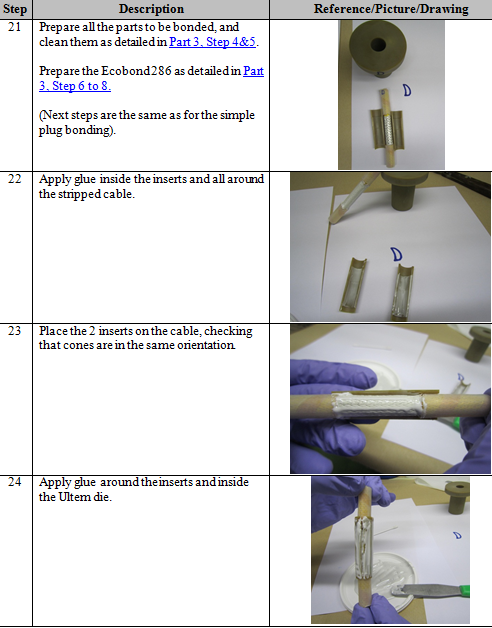 Step Description Reference/Picture/Drawing
21 Prepare all the parts to be bonded, and
clean them as detailed in Part 3, Step 4&5.
Prepare the Ecobond 286 as detailed in Part
3, Step 6 to 8.
(Next steps are the same as for the simple
plug bonding).
D
22 Apply glue inside the inserts and all around
the stripped cable.
D
23 Place the 2 inserts on the cable, checking
that cones are in the same orientation.
24 Apply glue around the inserts and inside
the Ultem die.
D